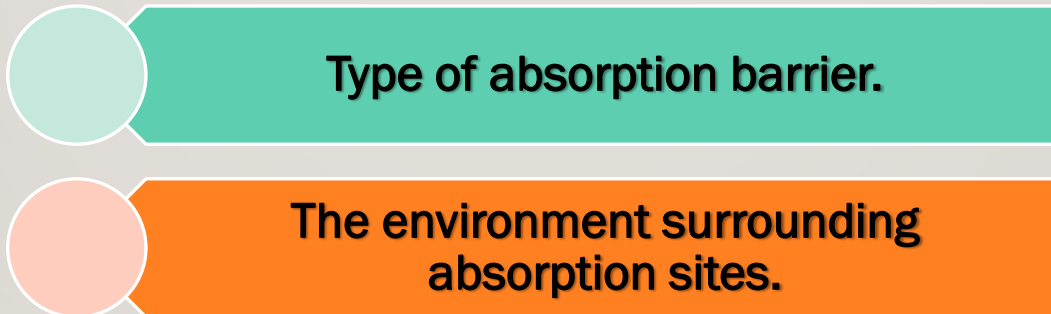 Type of absorption barrier.
The environment surrounding
absorption sites.